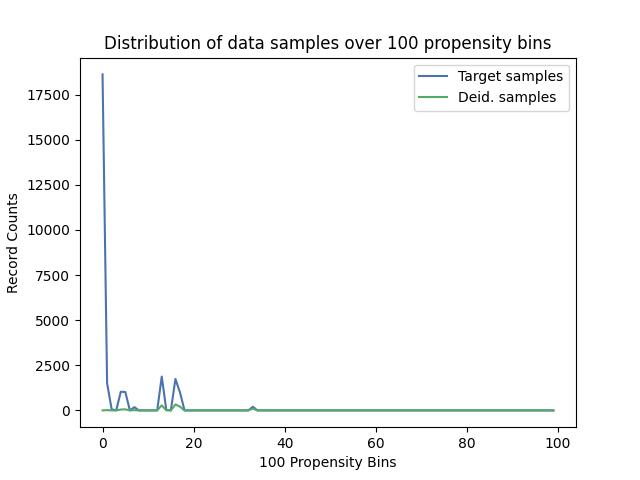 Distribution of data samples over 100 propensity bins
Target samples
Deid. samples
Record Counts
17500
15000
12500
10000
7500
5000
2500
0
0 20 40 60 80 100
100 Propensity Bins